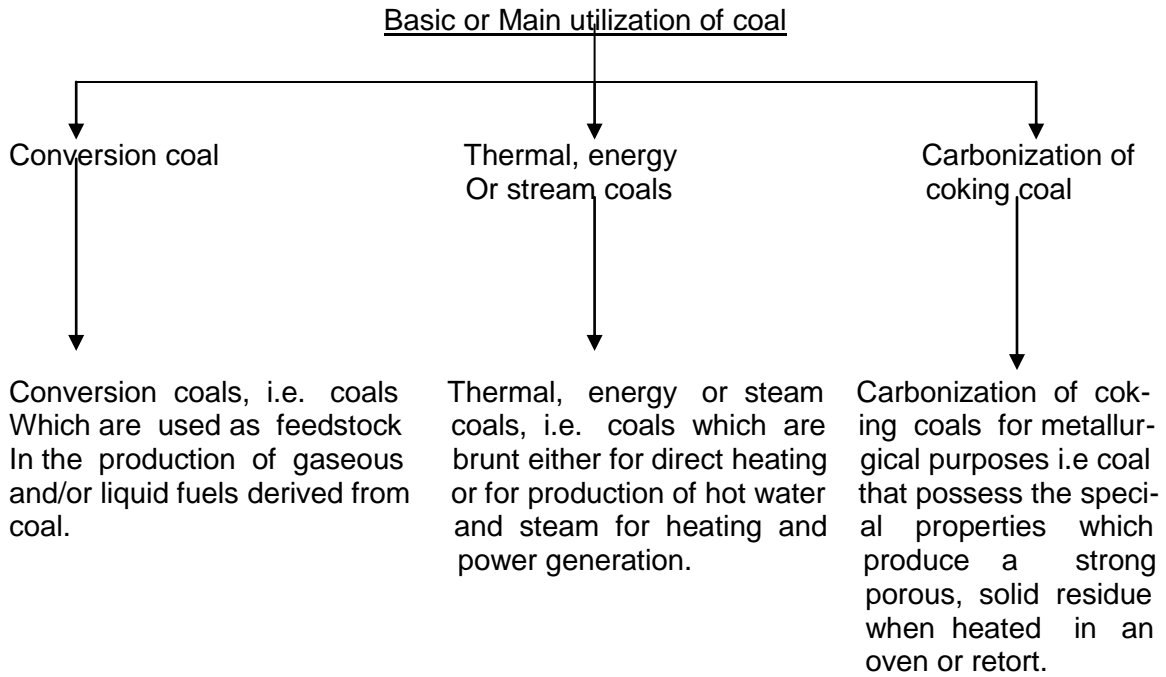 Basic or Main utilization of coal
Conversion coal
Thermal, energy
Or stream coals
Carbonization of
coking coal
Conversion coals, i.e. coals
Which are used as feedstock
In the production of gaseous
and/or liquid fuels derived from
coal.
Thermal, energy or steam
coals, i.e. coals which are
brunt either for direct heating
or for production of hot water
and steam for heating and
power generation.
Carbonization of cok-
ing coals for metallur-
gical purposes i.e coal
that possess the speci-
al properties which
produce a strong
porous, solid residue
when heated in an
oven or retort.